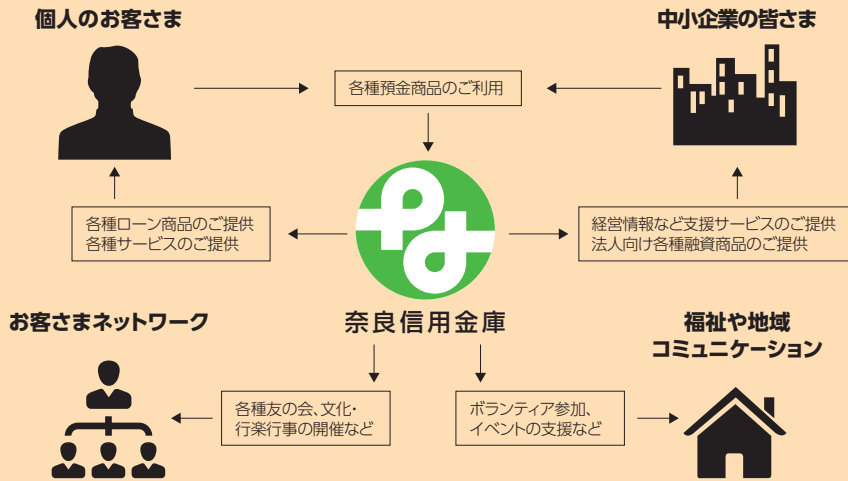 個人のお客さま
中小企業の皆さま
各種預金商品のご利用
各種ローン商品のご提供
各種サービスのご提供
経営情報など支援サービスのご提供
法人向け各種融資商品のご提供
奈良信用金庫
お客さまネットワーク
福祉や地域
コミュニケーション
各種友の会、文化・
行楽行事の開催など
ボランティア参加、
イベントの支援など